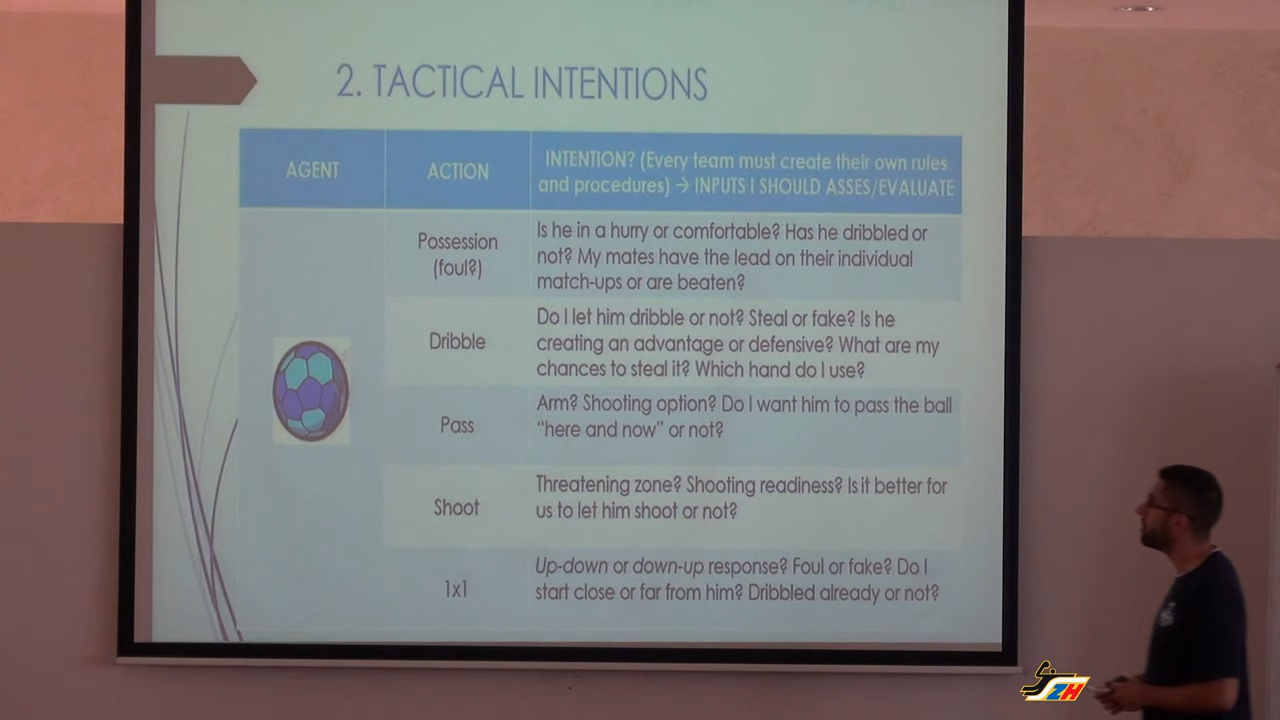 2. TACTICAL INTENTIONS
AGENT
ACTION
INTENTION? (Every team must create their own rules
and procedures) → INPUTS I SHOULD ASSES/EVALUATE
Possession
(foul?)
Is he in a hurry or comfortable? Has he dribbled or
not? My mates have the lead on their individual
match-ups or are beaten?
Dribble
Do I let him dribble or not? Steal or fake? Is he
creating an advantage or defensive? What are my
chances to steal it? Which hand do I use?
Pass
Arm? Shooting option? Do I want him to pass the ball
“here and now” or not?
Shoot
Threatening zone? Shooting readiness? Is it better for
us to let him shoot or not?
1x1
Up-down or down-up response? Foul or fake? Do I
start close or far from him? Dribbled already or not?
ZH